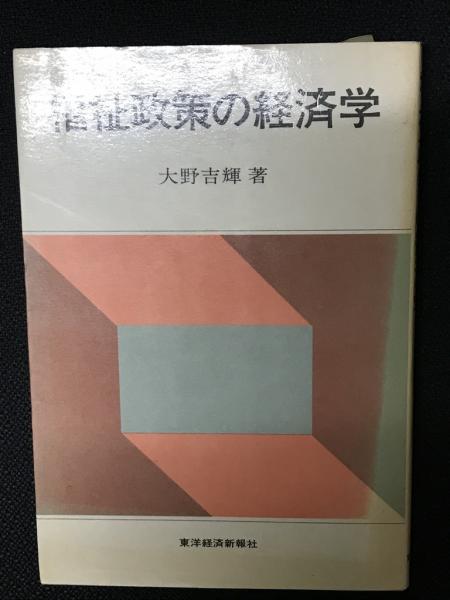 福祉政策の経済学
大野吉輝 著
東洋経済新報社